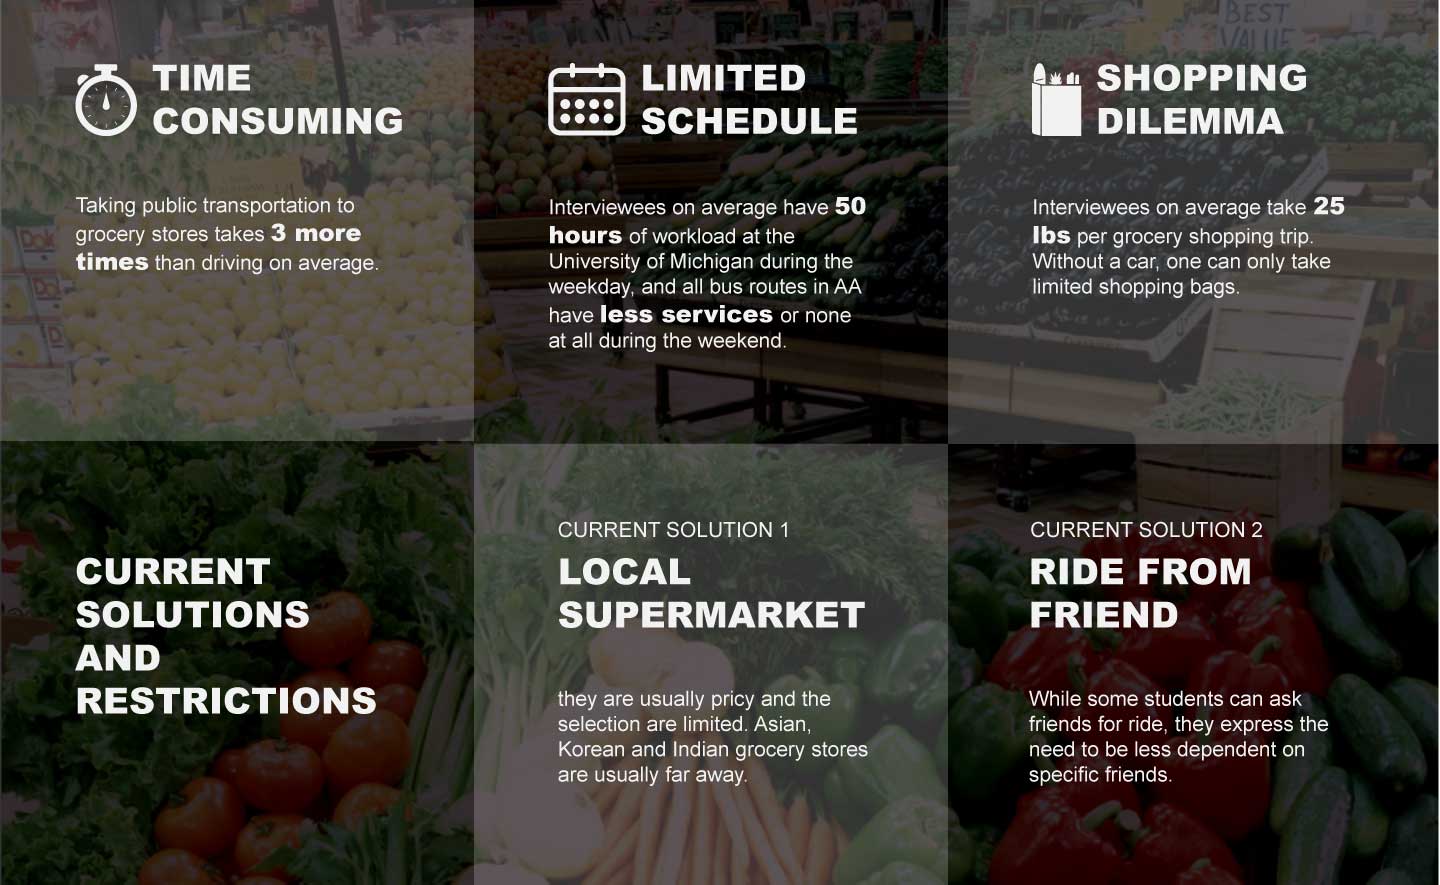 TIME
CONSUMING
Taking public transportation to
grocery stores takes 3 more
times than driving on average.
LIMITED
SCHEDULE
Interviewees on average have 50
hours of workload at the
University of Michigan during the
weekday, and all bus routes in AA
have less services or none
at all during the weekend.
BEST
VALUE
SHOPPING
DILEMMA
Interviewees on average take 25
lbs per grocery shopping trip.
Without a car, one can only take
limited shopping bags.
Dole
CURRENT
SOLUTIONS
AND
RESTRICTIONS
CURRENT SOLUTION 1
LOCAL
SUPERMARKET
they are usually pricy and the
selection are limited. Asian,
Korean and Indian grocery stores
are usually far away.
CURRENT SOLUTION 2
RIDE FROM
FRIEND
While some students can ask
friends for ride, they express the
need to be less dependent on
specific friends.